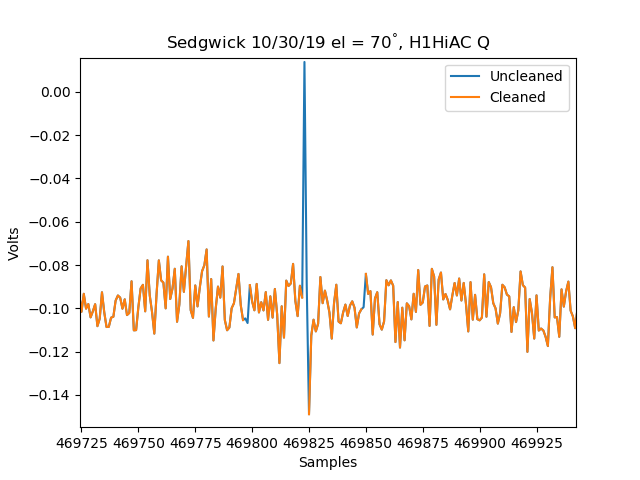 Sedgwick 10/30/19 el = 70°, H1HiAC Q
Uncleaned
Cleaned
0.00
−0.02
−0.04
−0.06
−0.08
−0.10
−0.12
−0.14
Volts
469725 469750 469775 469800 469825 469850 469875 469900 469925
Samples